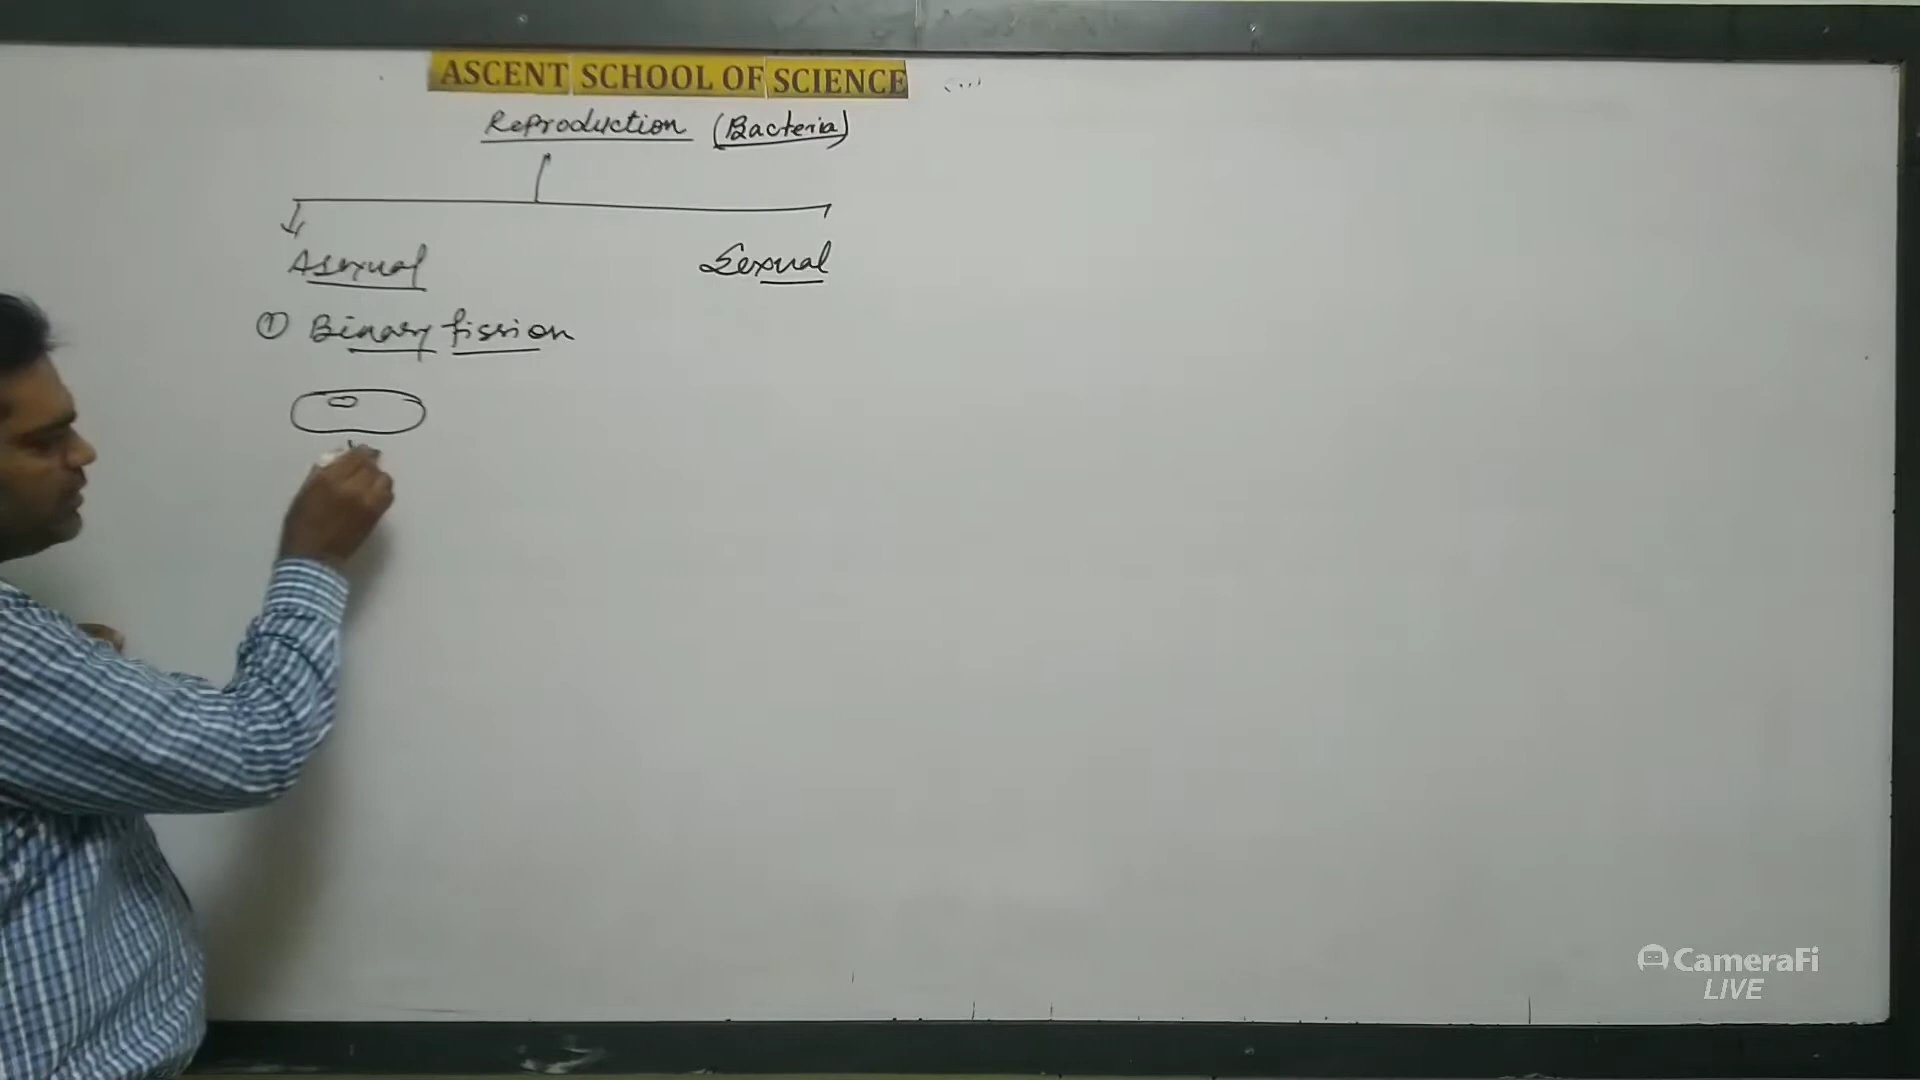 ASCENT SCHOOL OF SCIENCE
Reproduction (Bacteria)
Asexual Sexual
① Binary fission
CameraFi
LIVE